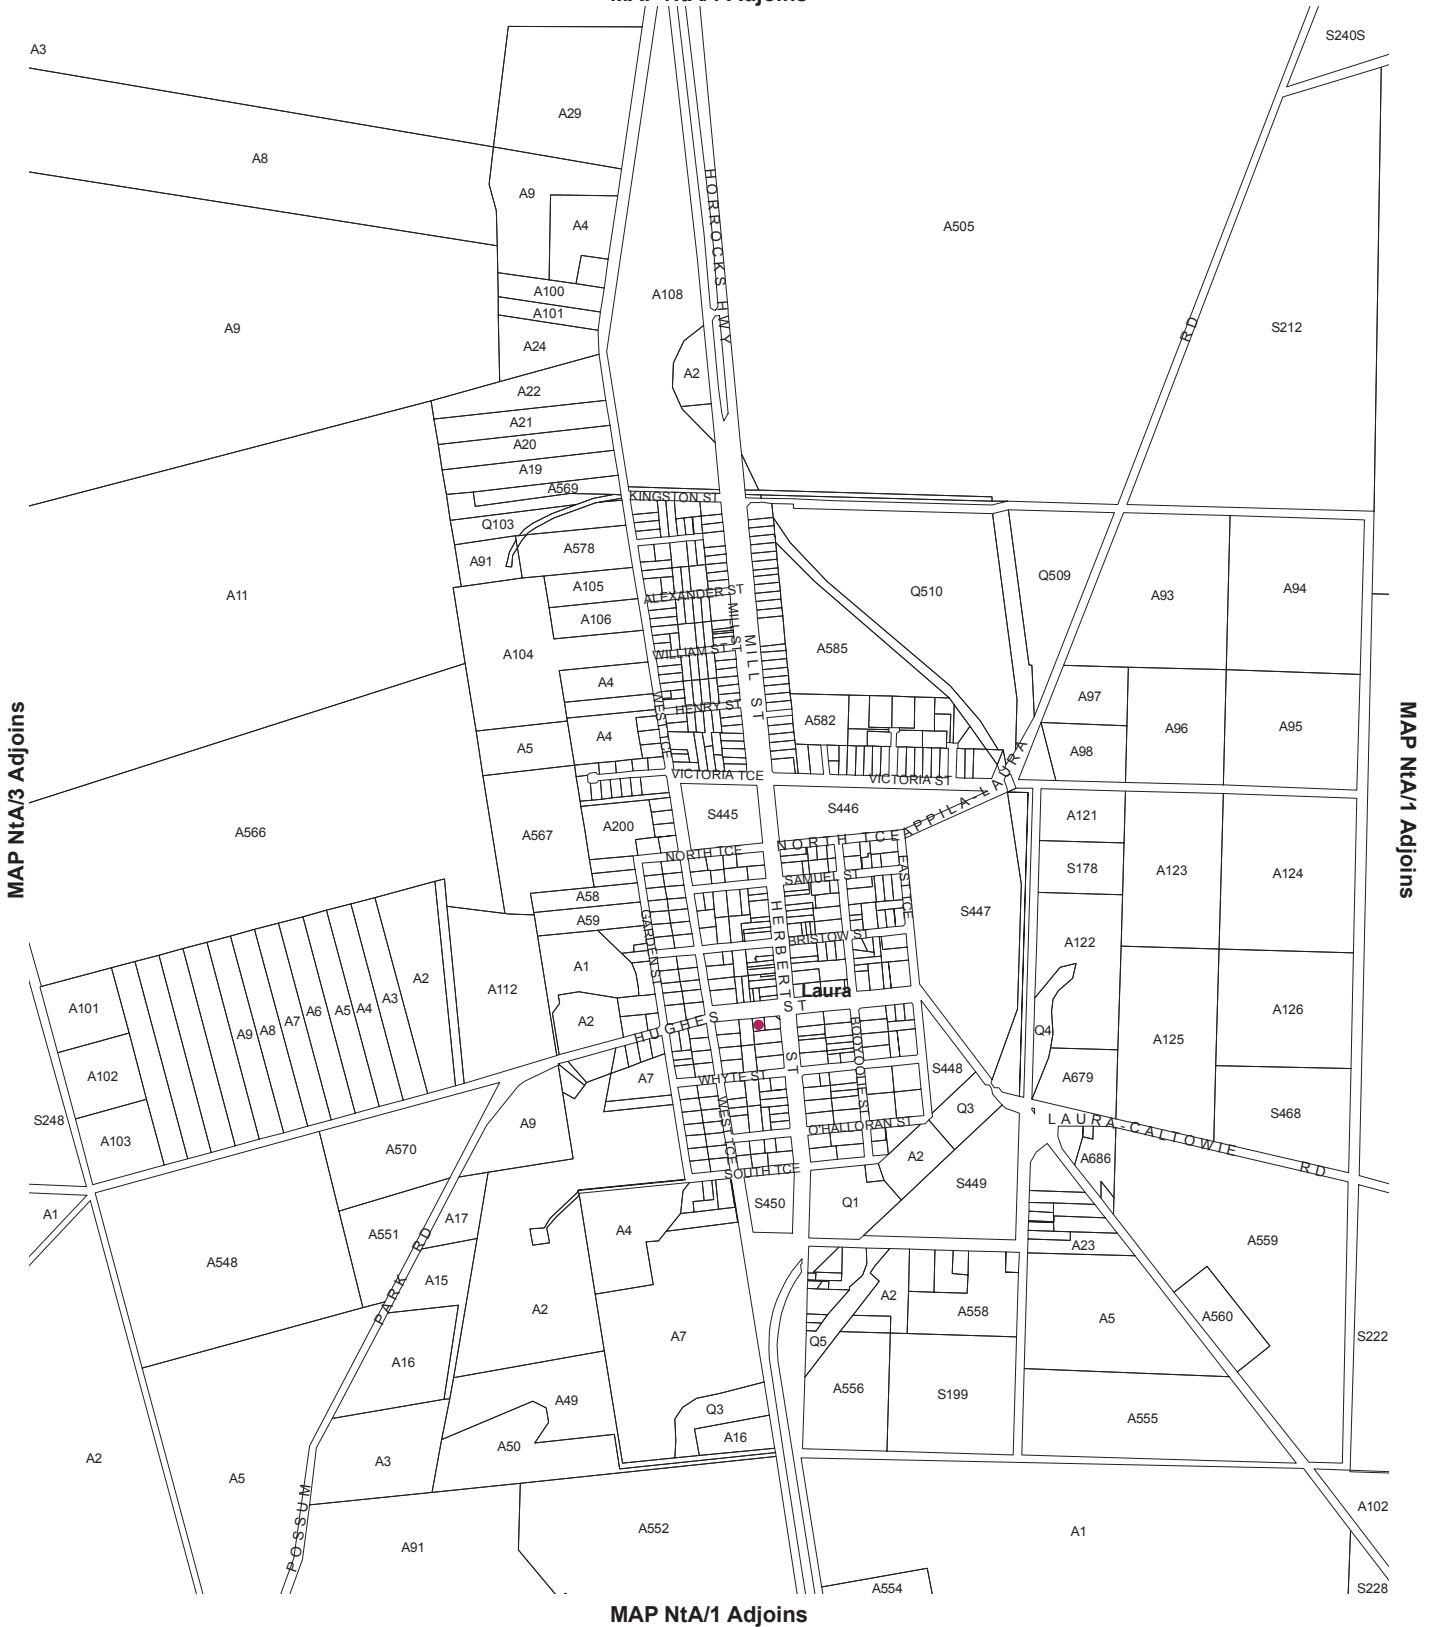 S240S
A3
A29
A8
A9
A4
A505
A100
A108
A101
A9
S212
A24
A2
A22
A21
A20
A19
A569
KINGSTON ST
HORROCKS HWY
RD
Q103
A578
A91
A105
A11
ALEXANDER ST
Q510
Q509
A93
A94
A106
MILL ST
MILL ST
A104
WILLIAM ST
A585
A4
A97
HENRY ST
WEST TCE
A582
A96
A95
A4
A5
A98
VICTORIA TCE
VICTORIA ST
MAP NtA/3 Adjoins
MAP NtA/1 Adjoins
S445
S446
APPILA-LAURA
A121
A566
A567
A200
NORTH TCE
NORTH TCE
SAMUEL ST
EAST TCE
S178
A123
A124
A58
A59
GARDEN ST
HERBERT ST
BRISTOW ST
S447
A122
A1
A2
A101
A112
Laura
A3
A4
A5
A6
A7
A8
A9
A2
HUGHES ST
A126
Q4
A125
A102
A7
WHYTE ST
S448
A679
S248
A103
A9
WEST TCE
O'HALLORAN ST
Q3
LAURA-CALTOWIE RD
S468
A570
A2
A686
SOUTH TCE
S449
A1
A17
A551
S450
Q1
A4
A548
A15
A23
A559
PARK RD
A2
A2
A558
A5
A560
A7
Q5
S222
A16
A556
S199
A49
Q3
A555
A50
A16
A2
A5
A3
POSSUM
A102
A552
A1
A91
A554
S228
MAP NtA/1 Adjoins